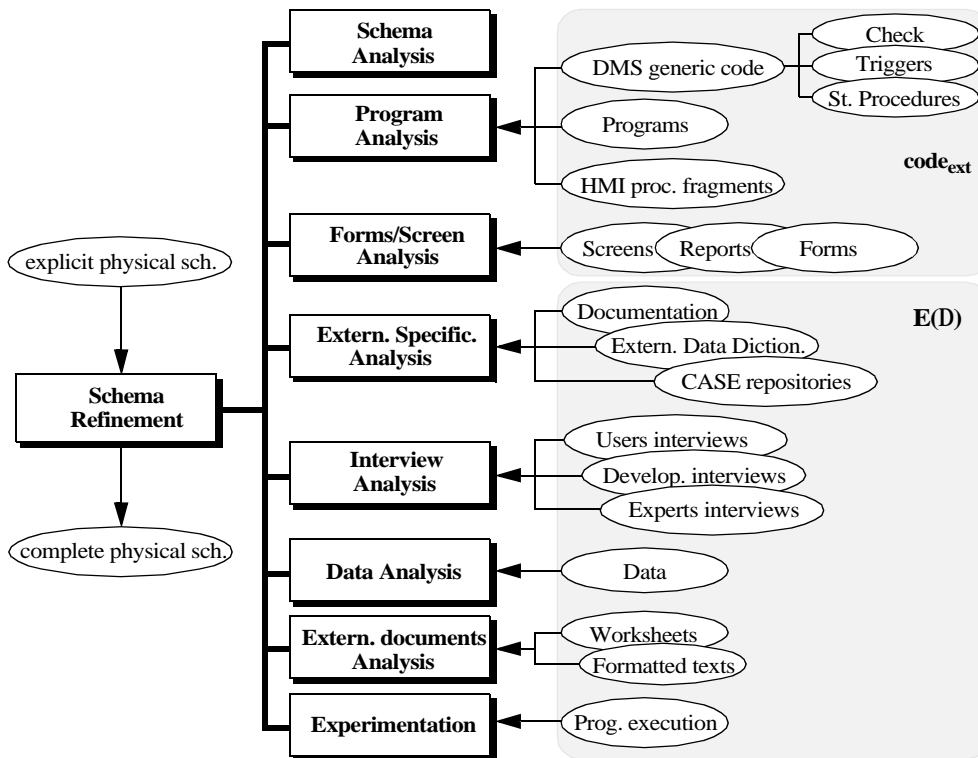 Schema
Analysis
Check
DMS generic code
Triggers
St. Procedures
Program
Analysis
Programs
HMI proc. fragments
code_ext
Forms/Screen
Analysis
Screens
Reports
Forms
explicit physical sch.
Schema
Refinement
complete physical sch.
E(D)
Extern. Specific.
Analysis
Documentation
Extern. Data Diction.
CASE repositories
Interview
Analysis
Users interviews
Develop. interviews
Experts interviews
Data Analysis
Data
Extern. documents
Analysis
Worksheets
Formatted texts
Experimentation
Prog. execution